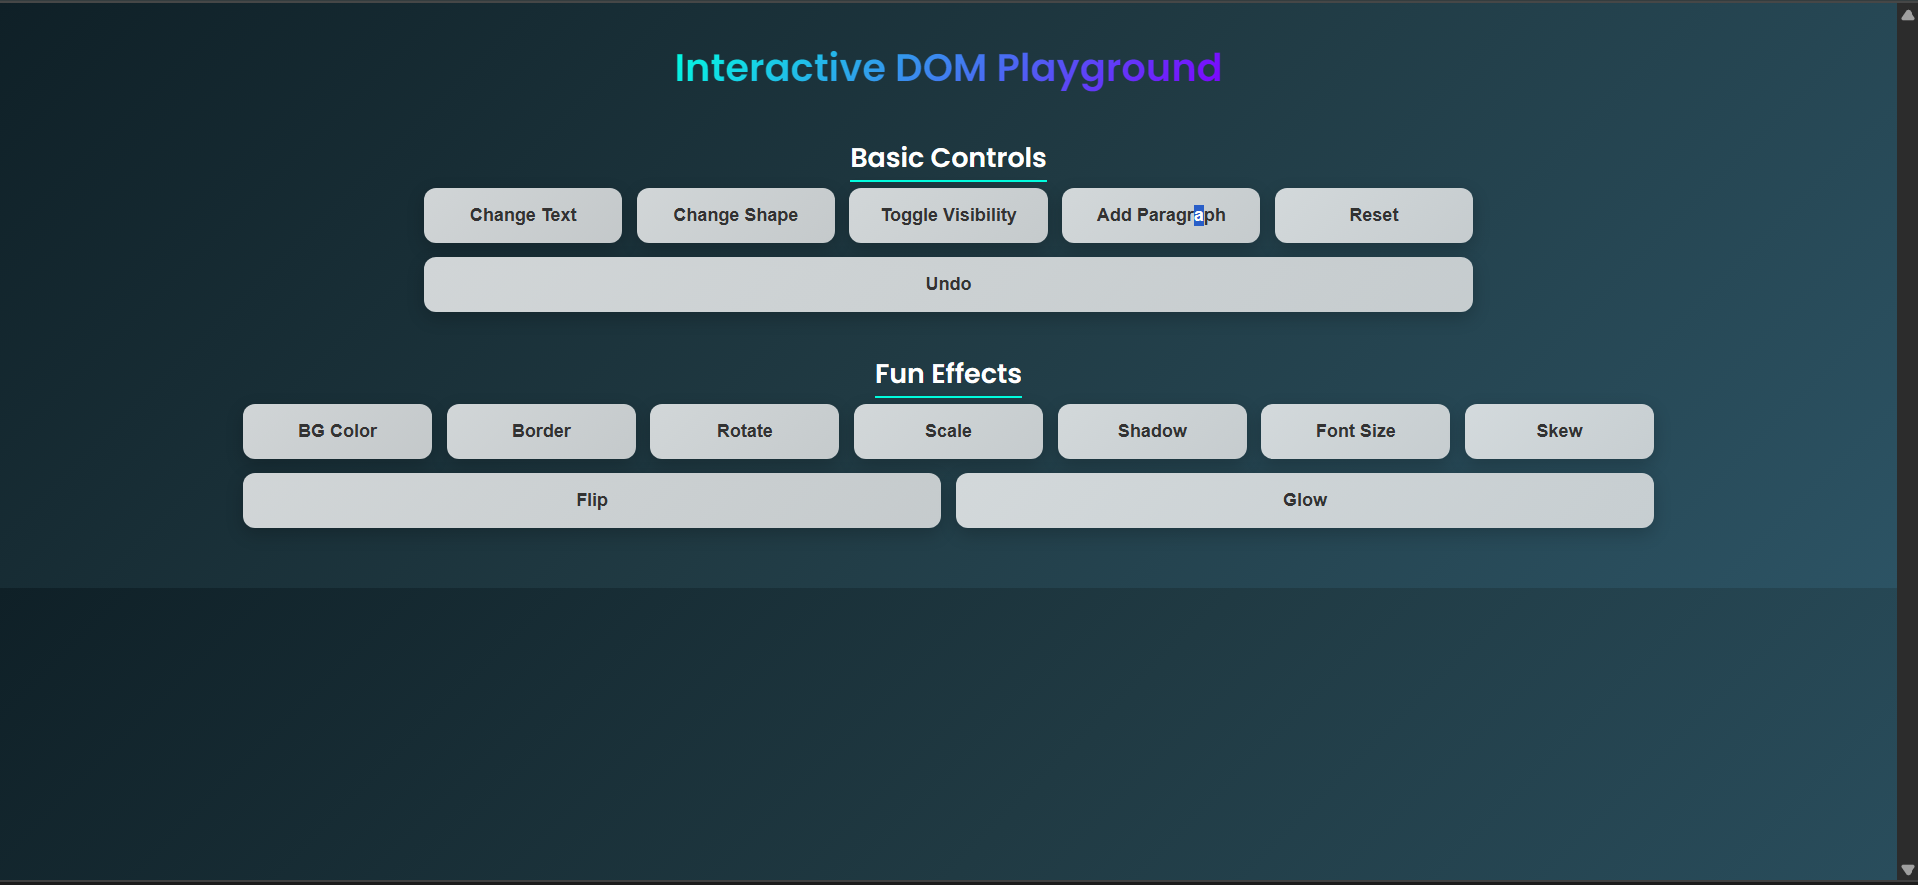 Interactive DOM Playground
Basic Controls
Change Text Change Shape Toggle Visibility Add Paragraph Reset
Undo
Fun Effects
BG Color Border Rotate Scale Shadow Font Size Skew
Flip Glow